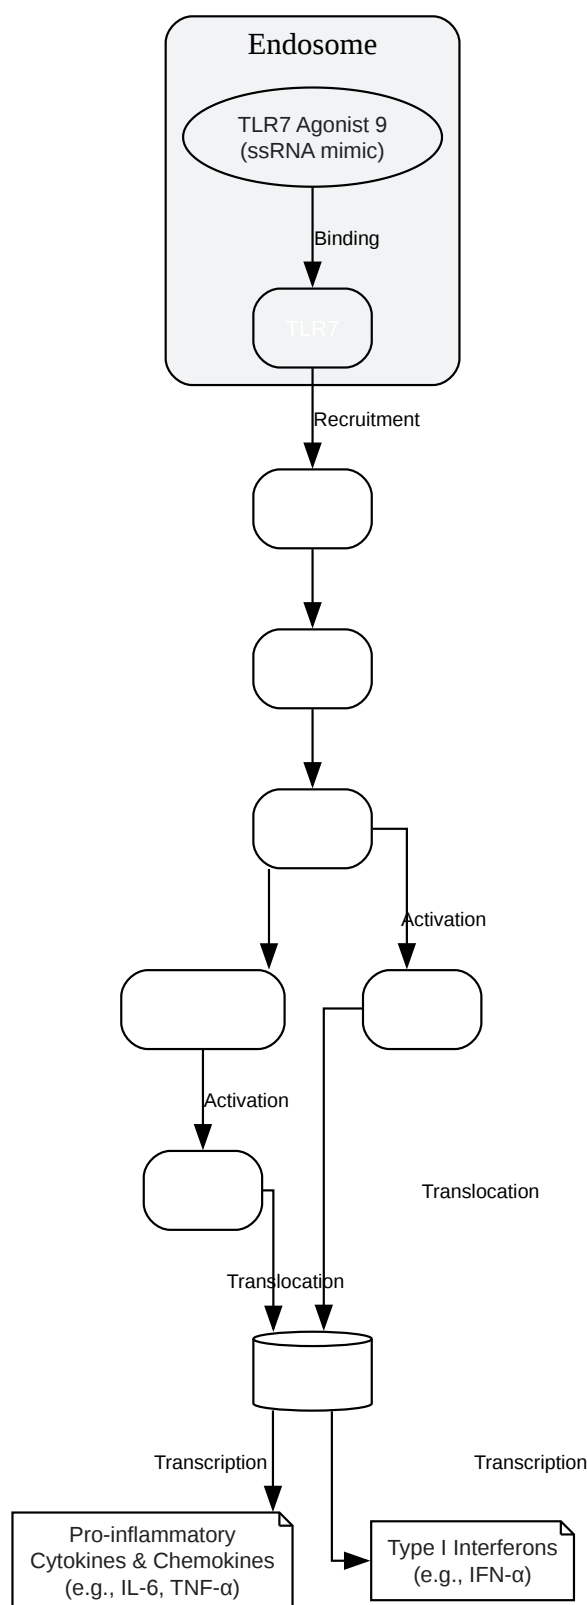 Endosome
TLR7 Agonist 9
(ssRNA mimic)
Binding
TLR7
Recruitment
Activation
Activation
Translocation
Translocation
Transcription
Transcription
Pro-inflammatory
Cytokines & Chemokines
(e.g., IL-6, TNF-α)
Type I Interferons
(e.g., IFN-α)